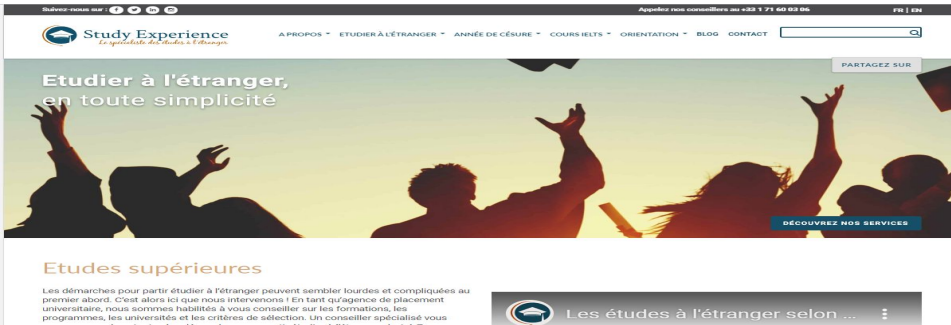 Suivez-nous sur :
Appelez nos conseillers au +33 1 71 60 03 06
FR | EN
Study Experience
Le spécialiste des études à l'étranger
A PROPOS
ETUDIER À L'ÉTRANGER
ANNÉE DE CÉSURE
COURS IELTS
ORIENTATION
BLOG
CONTACT
PARTAGEZ SUR
Etudier à l'étranger,
en toute simplicité
DÉCOUVREZ NOS SERVICES
Etudes supérieures
Les démarches pour partir étudier à l'étranger peuvent sembler lourdes et compliquées au
premier abord. C'est alors ici que nous intervenons ! En tant qu'agence de placement
universitaire, nous sommes habilités à vous conseiller sur les formations, les
programmes, les universités et les critères de sélection. Un conseiller spécialisé vous
Les études à l'étranger selon ...